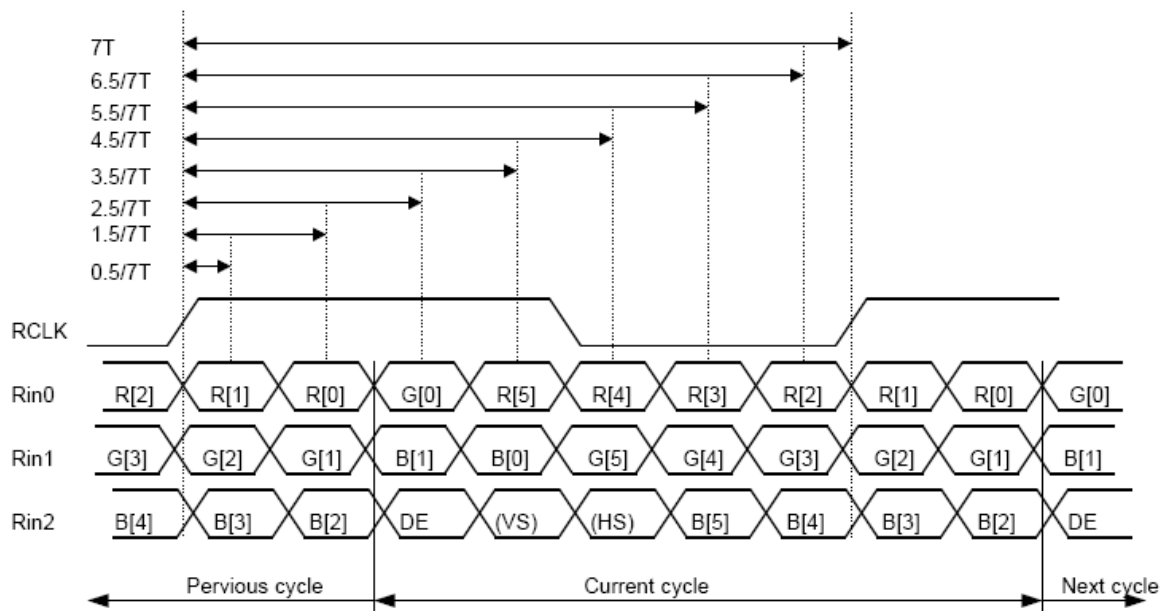 7T
6.5/7T
5.5/7T
4.5/7T
3.5/7T
2.5/7T
1.5/7T
0.5/7T
RCLK
Rin0 R[2] R[1] R[0] G[0] R[5] R[4] R[3] R[2] R[1] R[0] G[0]
Rin1 G[3] G[2] G[1] B[1] B[0] G[5] G[4] G[3] G[2] G[1] B[1]
Rin2 B[4] B[3] B[2] DE (VS) (HS) B[5] B[4] B[3] B[2] DE
Pervious cycle Current cycle Next cycle